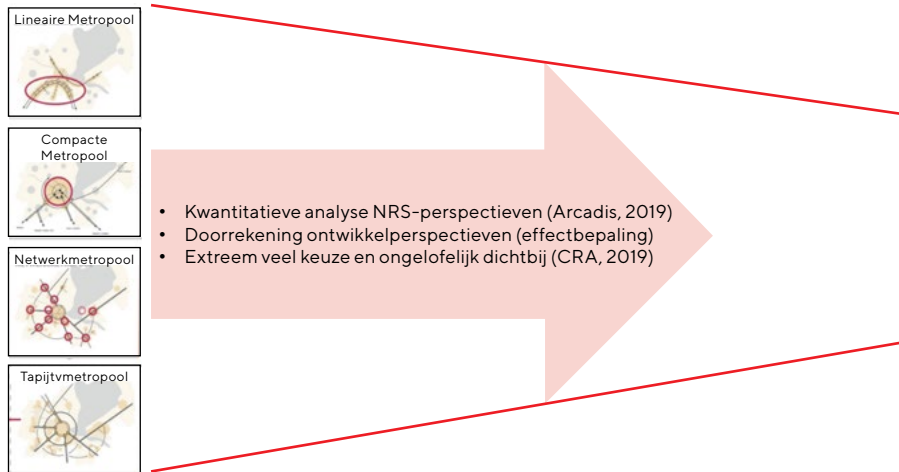 Lineaire Metropool
Compacte
Metropool
Netwerkmetropool
Tapijtvmetropool
• Kwantitatieve analyse NRS-perspectieven (Arcadis, 2019)
• Doorrekening ontwikkelperspectieven (effectbepaling)
• Extreem veel keuze en ongelofelijk dichtbij (CRA, 2019)